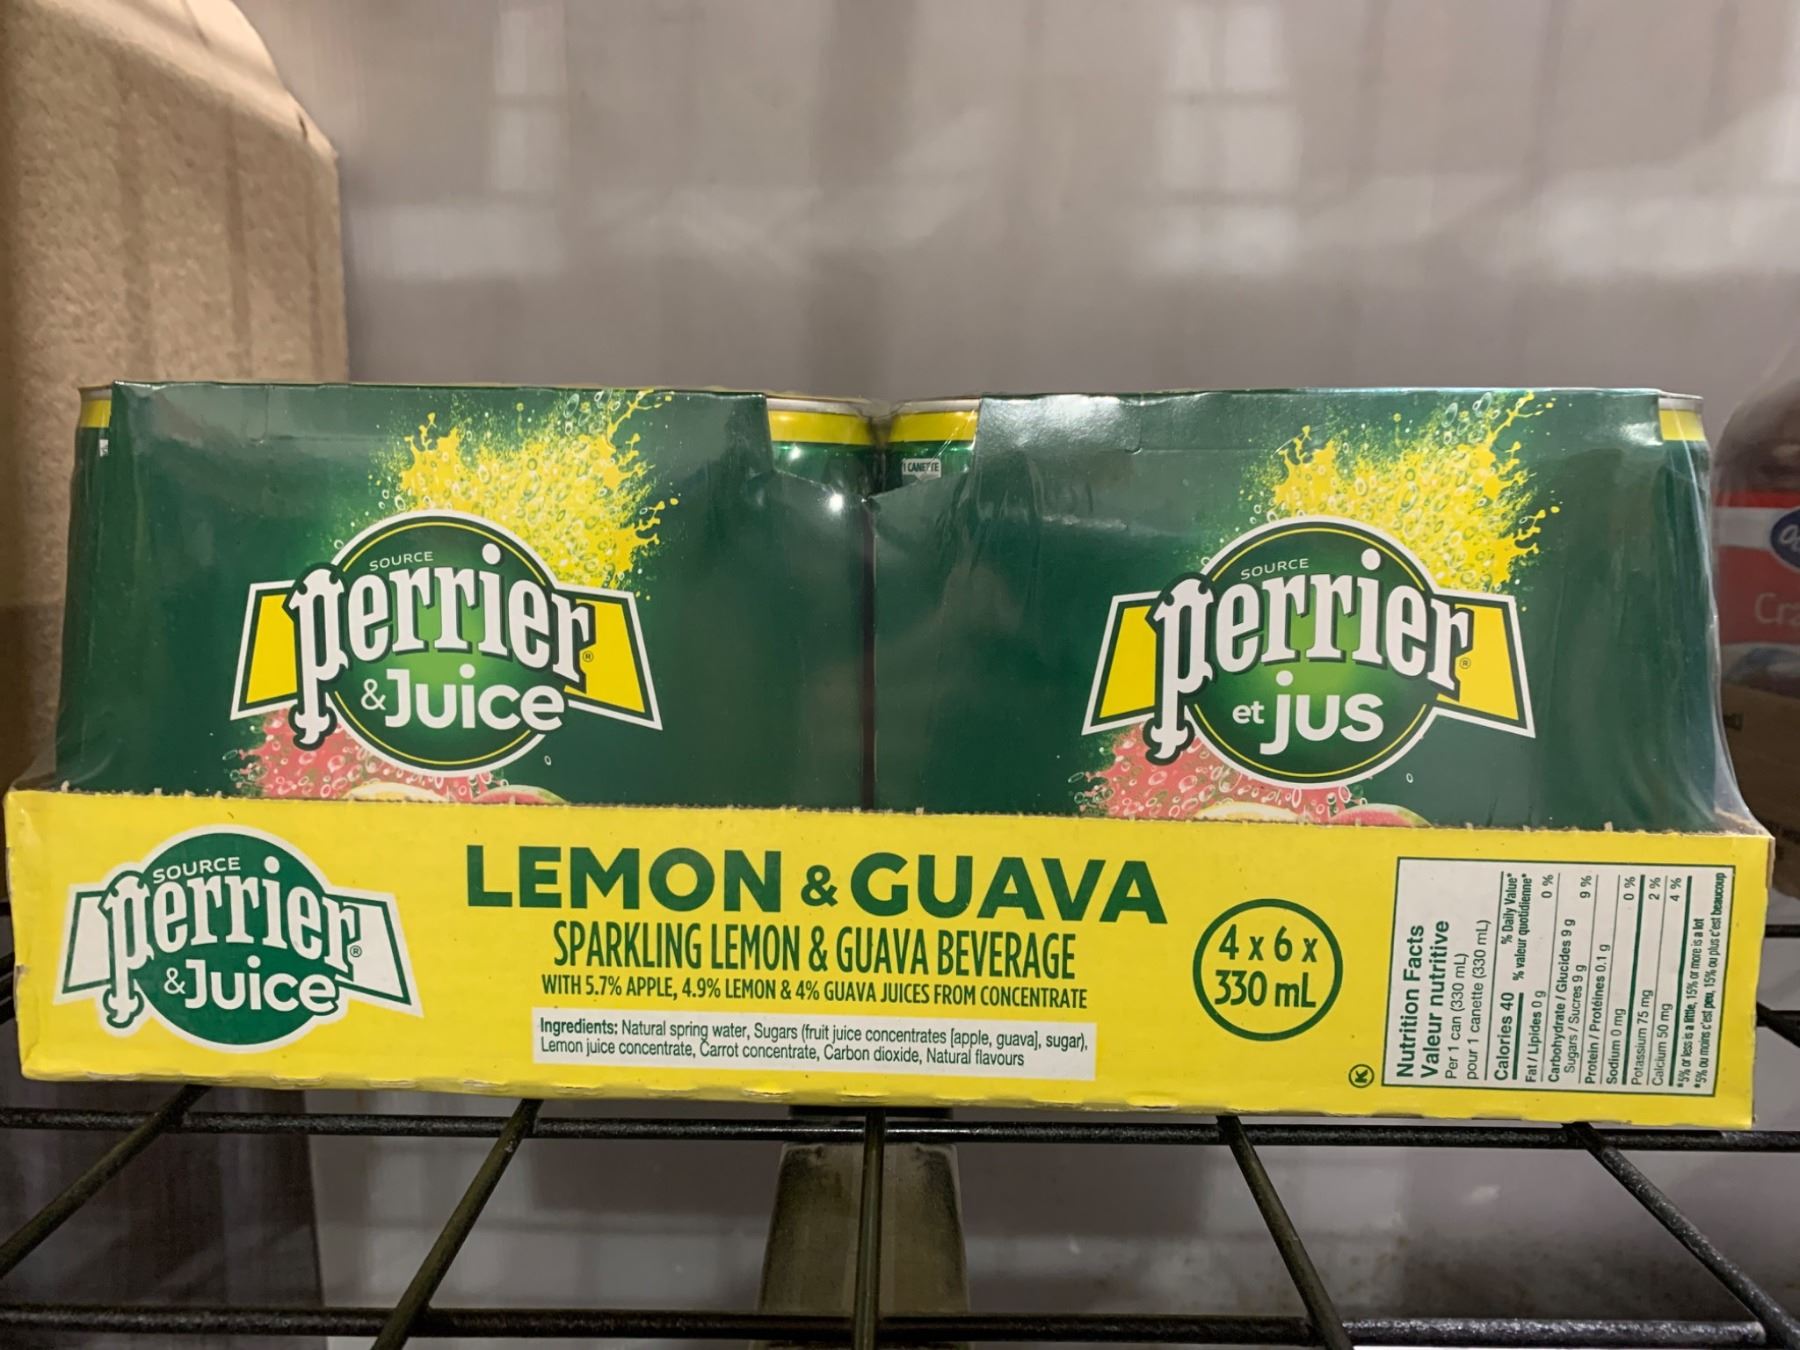 1 CANETTE
SOURCE
perrier®
& Juice
SOURCE
perrier®
et jus
SOURCE
perrier®
& Juice
LEMON & GUAVA
SPARKLING LEMON & GUAVA BEVERAGE
WITH 5.7% APPLE, 4.9% LEMON & 4% GUAVA JUICES FROM CONCENTRATE
Ingredients: Natural spring water, Sugars (fruit juice concentrates [apple, guava], sugar),
Lemon juice concentrate, Carrot concentrate, Carbon dioxide, Natural flavours
4 x 6 x
330 mL
K
Nutrition Facts
Valeur nutritive
Per 1 can (330 mL)
pour 1 canette (330 mL)
Calories 40 % Daily Value*
% valeur quotidienne*
Fat / Lipides 0 g 0 %
Carbohydrate / Glucides 9 g
Sugars / Sucres 9 g 9 %
Protein / Protéines 0,1 g
Sodium 0 mg 0 %
Potassium 75 mg 2 %
Calcium 50 mg 4 %
*5% or less is a little, 15% or more is a lot
*5% ou moins c'est peu, 15% ou plus c'est beaucoup